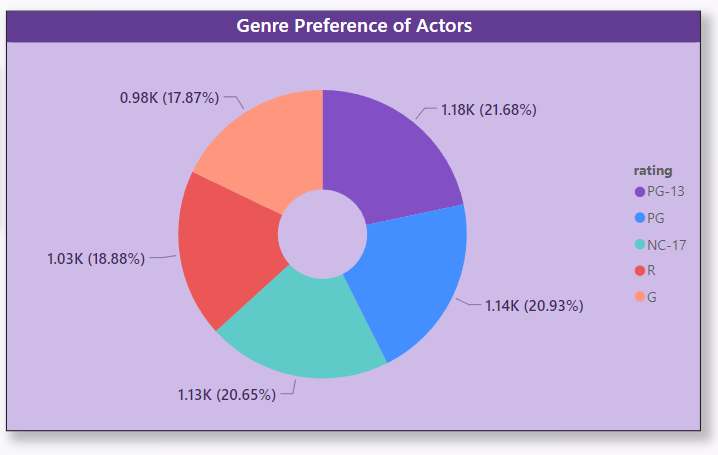 Genre Preference of Actors
0.98K (17.87%)
1.18K (21.68%)
rating
PG-13
PG
NC-17
R
G
1.03K (18.88%)
1.14K (20.93%)
1.13K (20.65%)